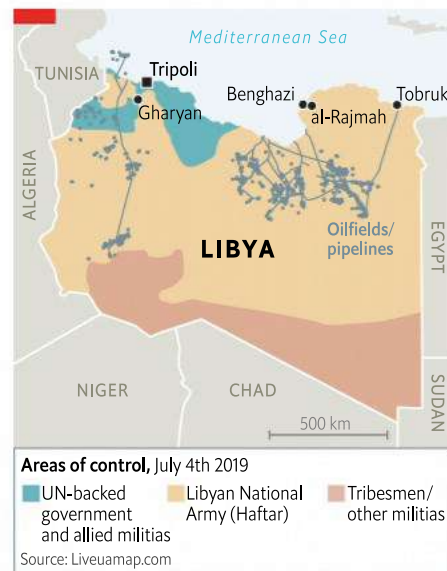 Mediterranean Sea
TUNISIA
Tripoli
Gharyan
Benghazi
al-Rajmah
Tobruk
ALGERIA
Oilfields/
pipelines
LIBYA
EGYPT
NIGER
CHAD
SUDAN
500 km
Areas of control, July 4th 2019
UN-backed
government
and allied militias
Libyan National
Army (Haftar)
Tribesmen/
other militias
Source: Liveuamap.com